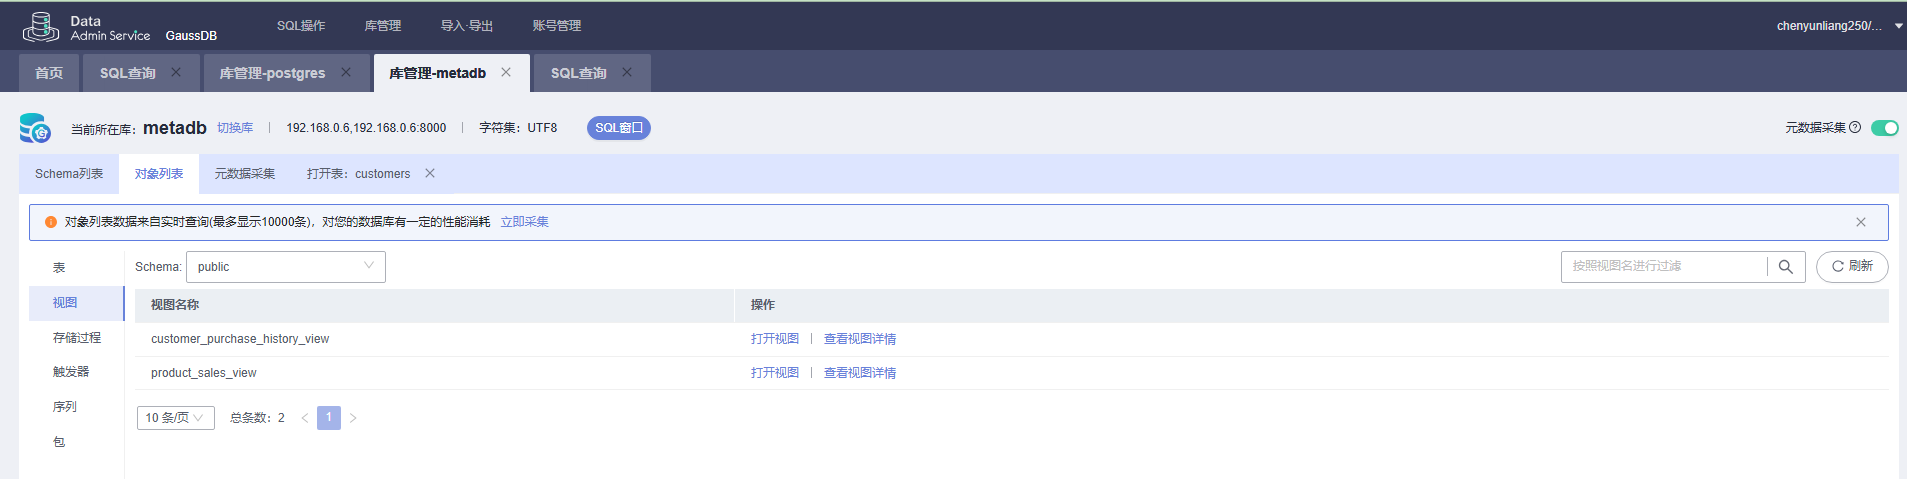 Data
Admin Service GaussDB SQL操作 库管理 导入·导出 账号管理 chenyunliang250/...
首页 SQL查询 库管理-postgres 库管理-metadb SQL查询
当前所在库：metadb 切换库 | 192.168.0.6,192.168.0.6:8000 | 字符集：UTF8 SQL窗口 元数据采集
Schema列表 对象列表 元数据采集 打开表：customers
对象列表数据来自实时查询(最多显示10000条)，对您的数据库有一定的性能消耗 立即采集
表 Schema: public 按照视图名进行过滤 刷新
视图 视图名称 操作
存储过程 customer_purchase_history_view 打开视图 | 查看视图详情
触发器 product_sales_view 打开视图 | 查看视图详情
序列 10 条/页 总条数：2 < 1 >
包